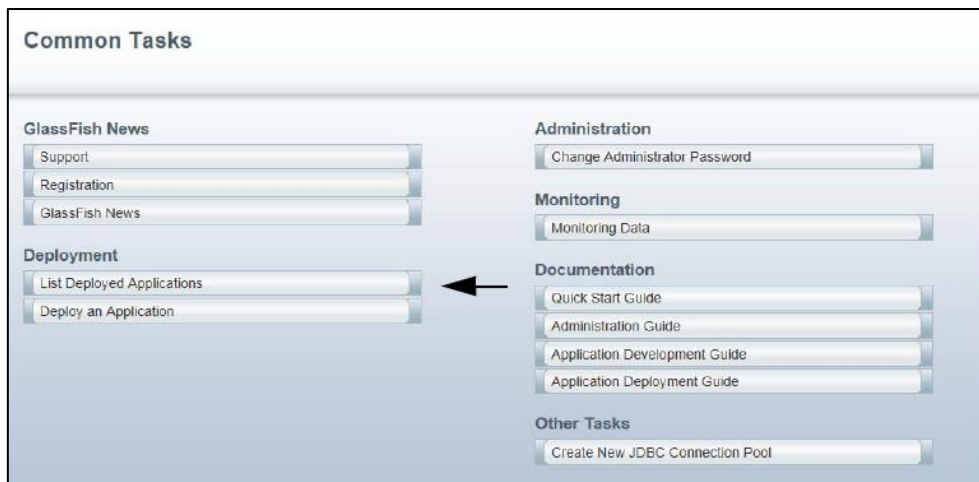 Common Tasks
GlassFish News
Support
Registration
GlassFish News
Deployment
List Deployed Applications
Deploy an Application
Administration
Change Administrator Password
Monitoring
Monitoring Data
Documentation
Quick Start Guide
Administration Guide
Application Development Guide
Application Deployment Guide
Other Tasks
Create New JDBC Connection Pool